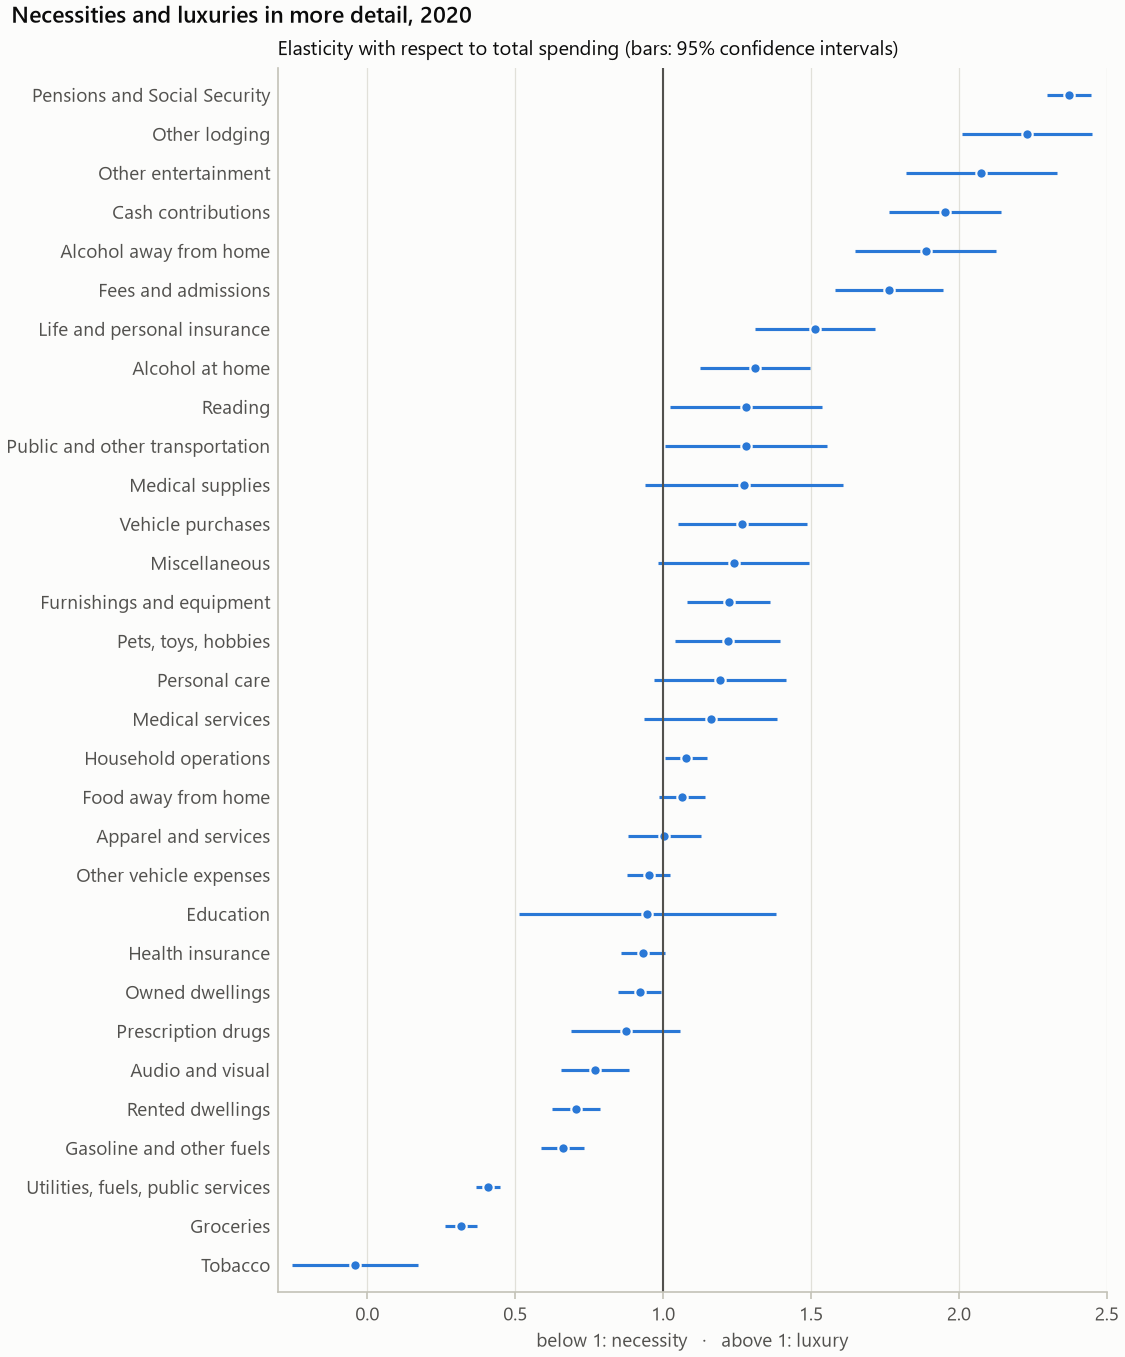 Necessities and luxuries in more detail, 2020
Elasticity with respect to total spending (bars: 95% confidence intervals)
Pensions and Social Security
Other lodging
Other entertainment
Cash contributions
Alcohol away from home
Fees and admissions
Life and personal insurance
Alcohol at home
Reading
Public and other transportation
Medical supplies
Vehicle purchases
Miscellaneous
Furnishings and equipment
Pets, toys, hobbies
Personal care
Medical services
Household operations
Food away from home
Apparel and services
Other vehicle expenses
Education
Health insurance
Owned dwellings
Prescription drugs
Audio and visual
Rented dwellings
Gasoline and other fuels
Utilities, fuels, public services
Groceries
Tobacco
0.0 0.5 1.0 1.5 2.0 2.5
below 1: necessity · above 1: luxury